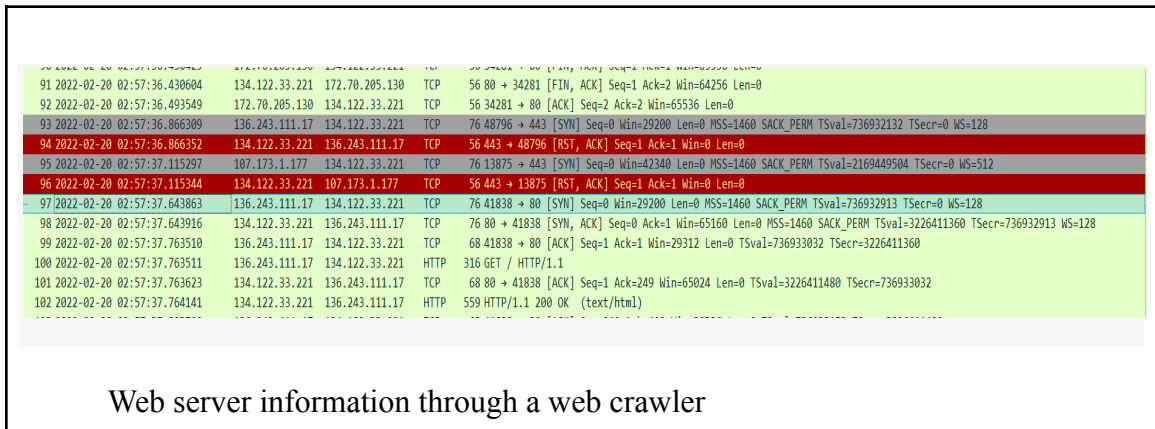 91 2022-02-20 02:57:36.430604 134.122.33.221 172.70.205.130 TCP 56 80 → 34281 [FIN, ACK] Seq=1 Ack=2 Win=64256 Len=0
92 2022-02-20 02:57:36.493549 172.70.205.130 134.122.33.221 TCP 56 34281 → 80 [ACK] Seq=2 Ack=2 Win=65536 Len=0
93 2022-02-20 02:57:36.866309 136.243.111.17 134.122.33.221 TCP 76 48796 → 443 [SYN] Seq=0 Win=29200 Len=0 MSS=1460 SACK_PERM TSval=736932132 TSecr=0 WS=128
94 2022-02-20 02:57:36.866352 134.122.33.221 136.243.111.17 TCP 56 443 → 48796 [RST, ACK] Seq=1 Ack=1 Win=0 Len=0
95 2022-02-20 02:57:37.115297 107.173.1.177 134.122.33.221 TCP 76 13875 → 443 [SYN] Seq=0 Win=42340 Len=0 MSS=1460 SACK_PERM TSval=2169449504 TSecr=0 WS=512
96 2022-02-20 02:57:37.115344 134.122.33.221 107.173.1.177 TCP 56 443 → 13875 [RST, ACK] Seq=1 Ack=1 Win=0 Len=0
97 2022-02-20 02:57:37.643863 136.243.111.17 134.122.33.221 TCP 76 41838 → 80 [SYN] Seq=0 Win=29200 Len=0 MSS=1460 SACK_PERM TSval=736932913 TSecr=0 WS=128
98 2022-02-20 02:57:37.643916 134.122.33.221 136.243.111.17 TCP 76 80 → 41838 [SYN, ACK] Seq=0 Ack=1 Win=65160 Len=0 MSS=1460 SACK_PERM TSval=3226411360 TSecr=736932913 WS=128
99 2022-02-20 02:57:37.763510 136.243.111.17 134.122.33.221 TCP 68 41838 → 80 [ACK] Seq=1 Ack=1 Win=29312 Len=0 TSval=736933032 TSecr=3226411360
100 2022-02-20 02:57:37.763511 136.243.111.17 134.122.33.221 HTTP 316 GET / HTTP/1.1
101 2022-02-20 02:57:37.763623 134.122.33.221 136.243.111.17 TCP 68 80 → 41838 [ACK] Seq=1 Ack=249 Win=65024 Len=0 TSval=3226411480 TSecr=736933032
102 2022-02-20 02:57:37.764141 134.122.33.221 136.243.111.17 HTTP 559 HTTP/1.1 200 OK (text/html)
Web server information through a web crawler